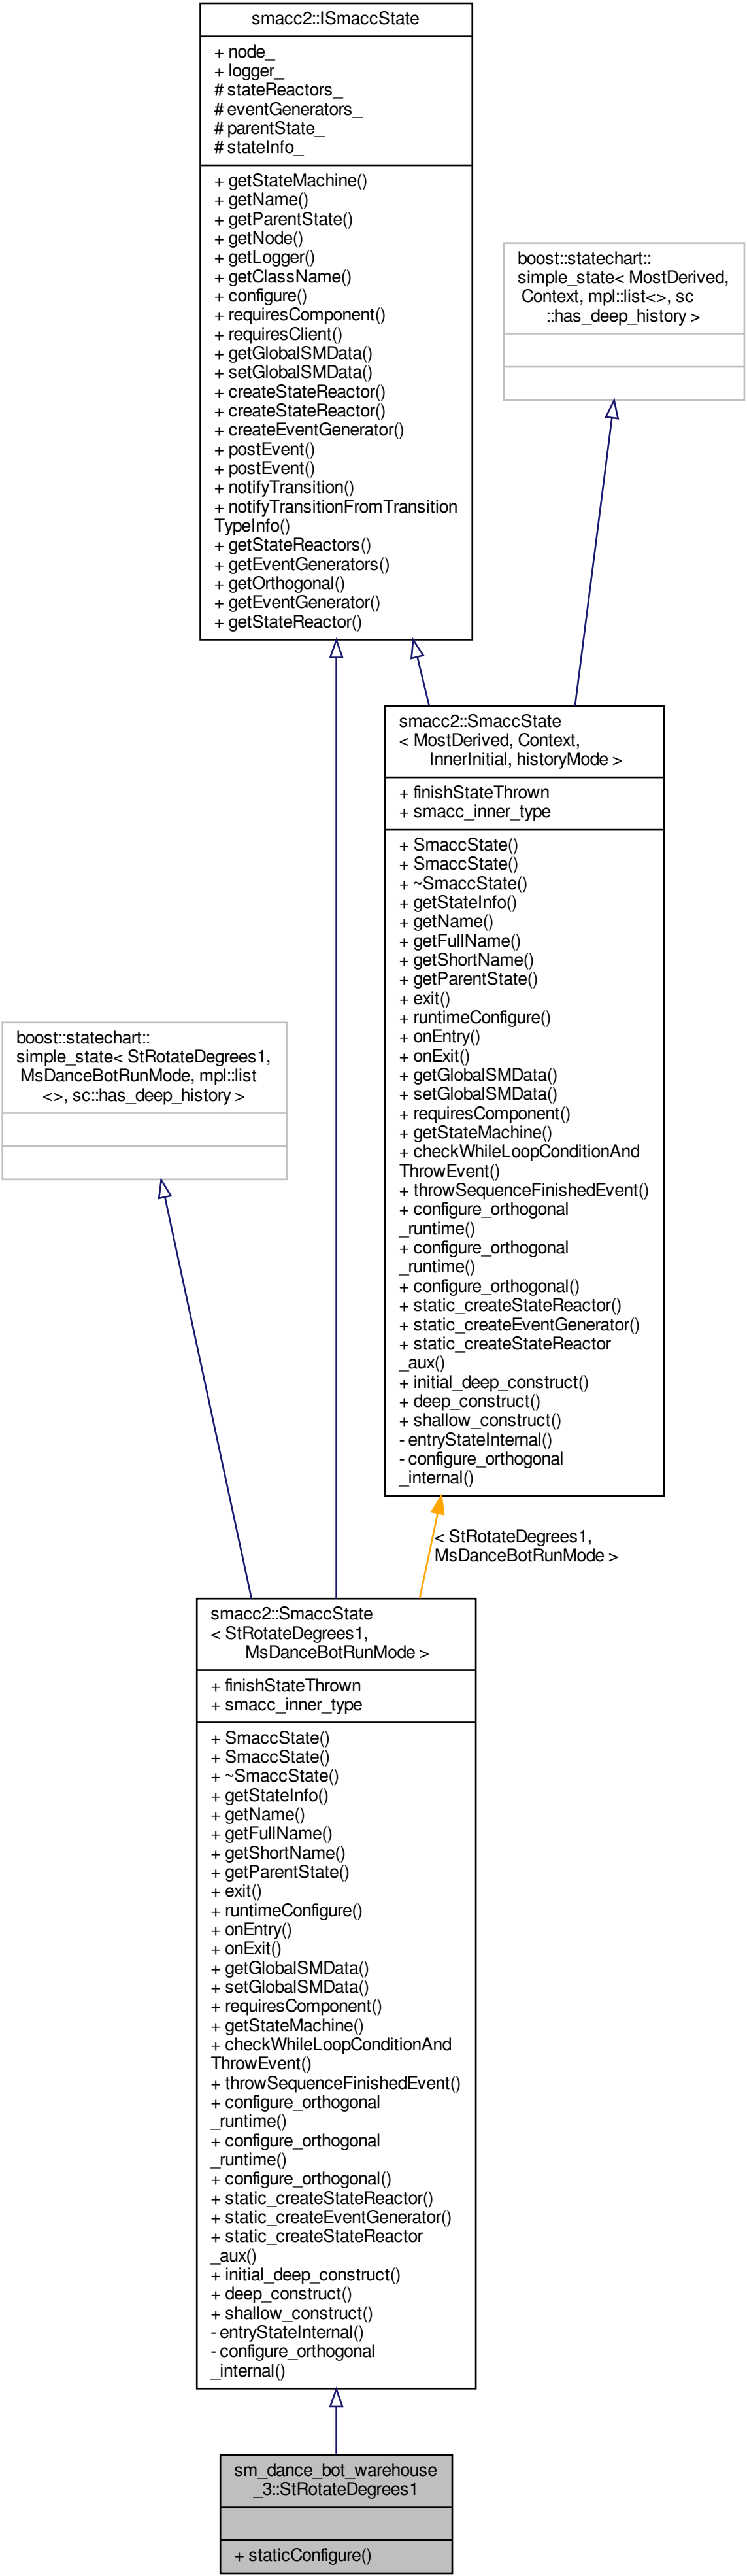 smacc2::ISmaccState
+ node_
+ logger_
# stateReactors_
# eventGenerators_
# parentState_
# stateInfo_
+ getStateMachine()
+ getName()
+ getParentState()
+ getNode()
+ getLogger()
+ getClassName()
+ configure()
+ requiresComponent()
+ requiresClient()
+ getGlobalSMData()
+ setGlobalSMData()
+ createStateReactor()
+ createStateReactor()
+ createEventGenerator()
+ postEvent()
+ postEvent()
+ notifyTransition()
+ notifyTransitionFromTransition
TypeInfo()
+ getStateReactors()
+ getEventGenerators()
+ getOrthogonal()
+ getEventGenerator()
+ getStateReactor()
boost::statechart::
simple_state< MostDerived,
Context, mpl::list<>, sc
::has_deep_history >
smacc2::SmaccState
< MostDerived, Context,
InnerInitial, historyMode >
+ finishStateThrown
+ smacc_inner_type
+ SmaccState()
+ SmaccState()
+ ~SmaccState()
+ getStateInfo()
+ getName()
+ getFullName()
+ getShortName()
+ getParentState()
+ exit()
+ runtimeConfigure()
+ onEntry()
+ onExit()
+ getGlobalSMData()
+ setGlobalSMData()
+ requiresComponent()
+ getStateMachine()
+ checkWhileLoopConditionAnd
ThrowEvent()
+ throwSequenceFinishedEvent()
+ configure_orthogonal
_runtime()
+ configure_orthogonal
_runtime()
+ configure_orthogonal()
+ static_createStateReactor()
+ static_createEventGenerator()
+ static_createStateReactor
_aux()
+ initial_deep_construct()
+ deep_construct()
+ shallow_construct()
- entryStateInternal()
- configure_orthogonal
_internal()
boost::statechart::
simple_state< StRotateDegrees1,
MsDanceBotRunMode, mpl::list
<>, sc::has_deep_history >
< StRotateDegrees1,
MsDanceBotRunMode >
smacc2::SmaccState
< StRotateDegrees1,
MsDanceBotRunMode >
+ finishStateThrown
+ smacc_inner_type
+ SmaccState()
+ SmaccState()
+ ~SmaccState()
+ getStateInfo()
+ getName()
+ getFullName()
+ getShortName()
+ getParentState()
+ exit()
+ runtimeConfigure()
+ onEntry()
+ onExit()
+ getGlobalSMData()
+ setGlobalSMData()
+ requiresComponent()
+ getStateMachine()
+ checkWhileLoopConditionAnd
ThrowEvent()
+ throwSequenceFinishedEvent()
+ configure_orthogonal
_runtime()
+ configure_orthogonal
_runtime()
+ configure_orthogonal()
+ static_createStateReactor()
+ static_createEventGenerator()
+ static_createStateReactor
_aux()
+ initial_deep_construct()
+ deep_construct()
+ shallow_construct()
- entryStateInternal()
- configure_orthogonal
_internal()
sm_dance_bot_warehouse
_3::StRotateDegrees1
+ staticConfigure()